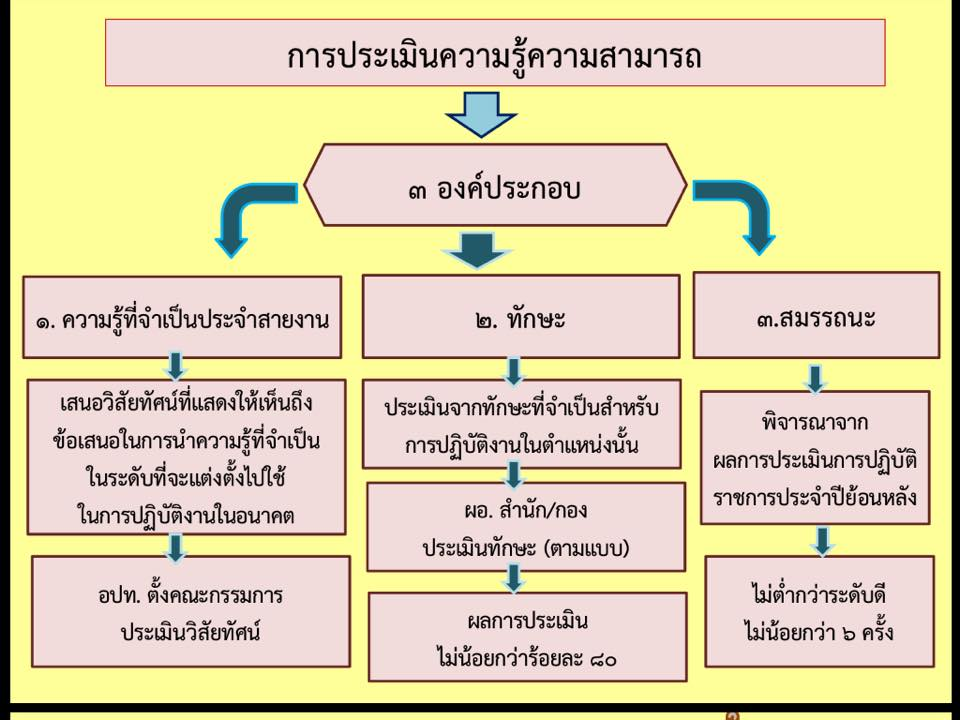 การประเมินความรู้ความสามารถ
๓ องค์ประกอบ
๑. ความรู้ที่จำเป็นประจำสายงาน
เสนอวิสัยทัศน์ที่แสดงให้เห็นถึง
ข้อเสนอในการนำความรู้ที่จำเป็น
ในระดับที่จะแต่งตั้งไปใช้
ในการปฏิบัติงานในอนาคต
อปท. ตั้งคณะกรรมการ
ประเมินวิสัยทัศน์
๒. ทักษะ
ประเมินจากทักษะที่จำเป็นสำหรับ
การปฏิบัติงานในตำแหน่งนั้น
ผอ. สำนัก/กอง
ประเมินทักษะ (ตามแบบ)
ผลการประเมิน
ไม่น้อยกว่าร้อยละ ๘๐
๓.สมรรถนะ
พิจารณาจาก
ผลการประเมินการปฏิบัติ
ราชการประจำปีย้อนหลัง
ไม่ต่ำกว่าระดับดี
ไม่น้อยกว่า ๖ ครั้ง